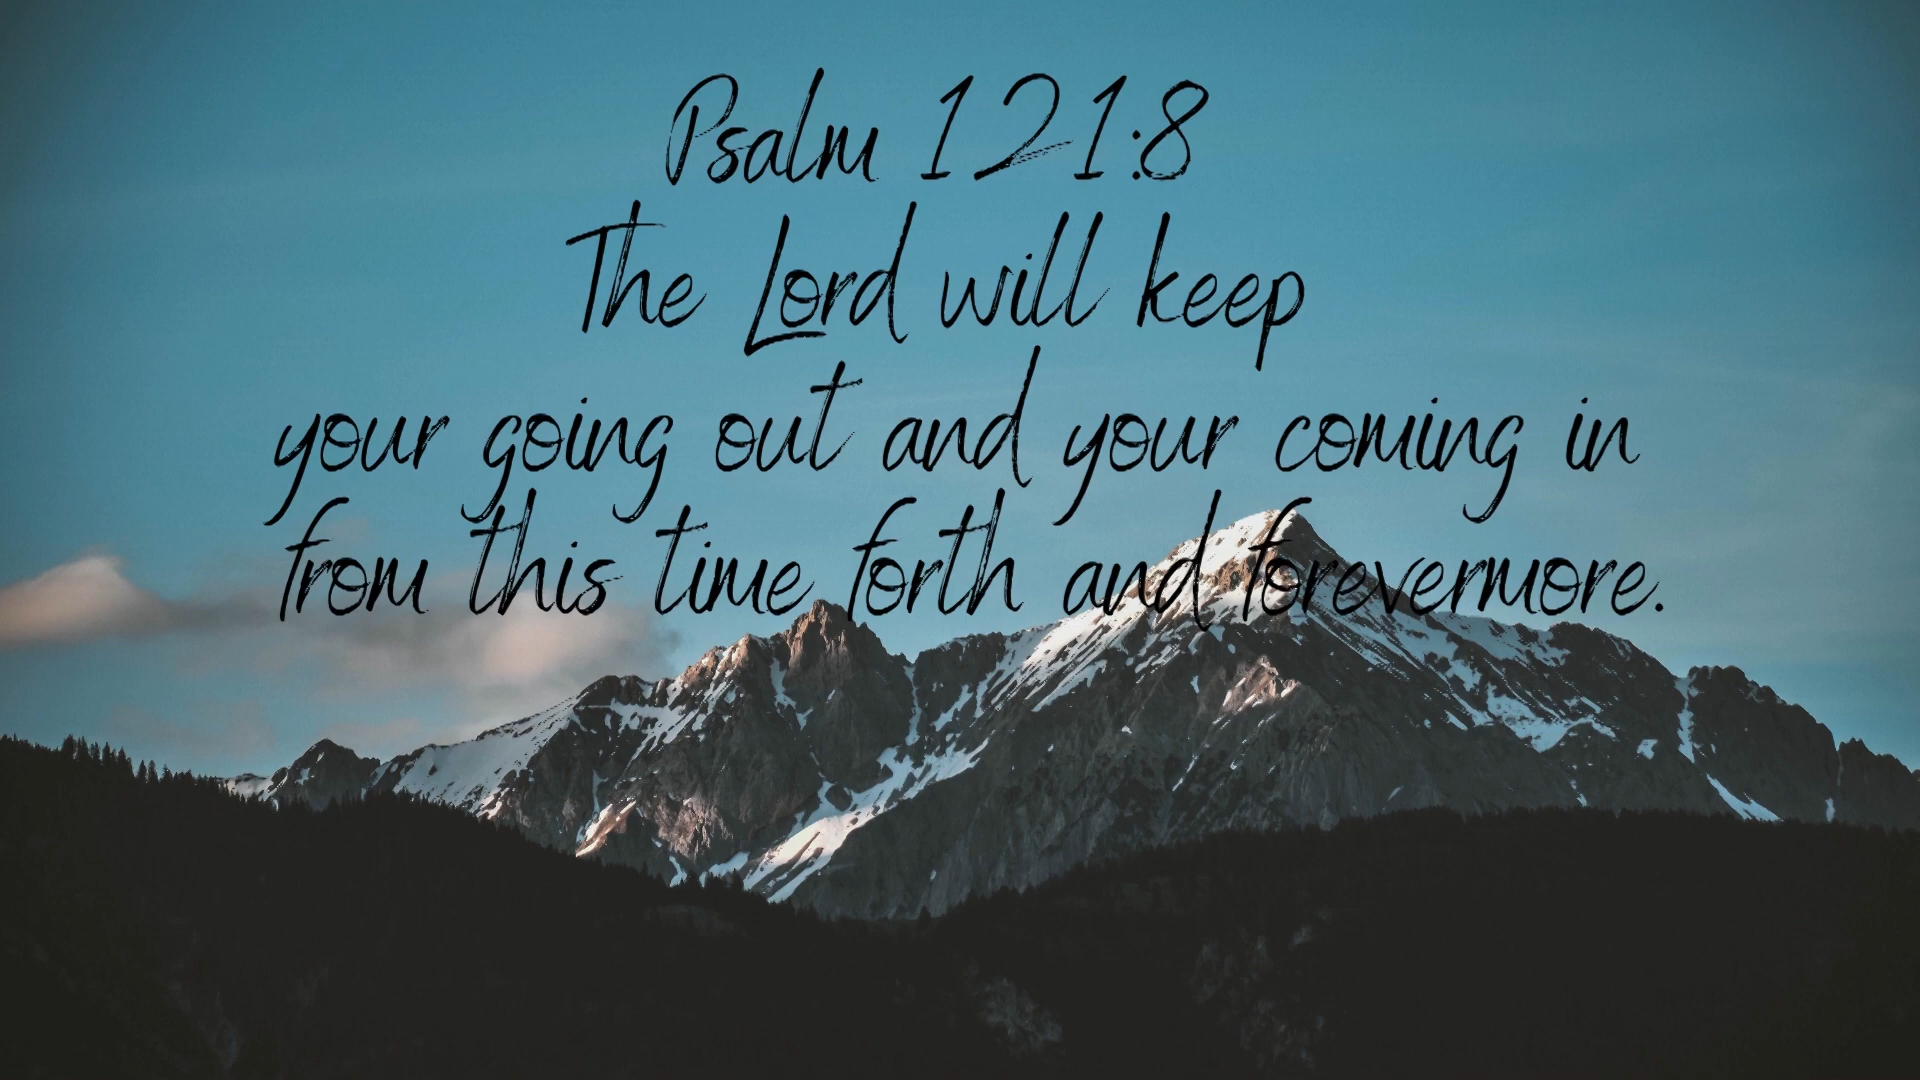 Psalm 121:8
The Lord will keep
your going out and your coming in
from this time forth and forevermore.